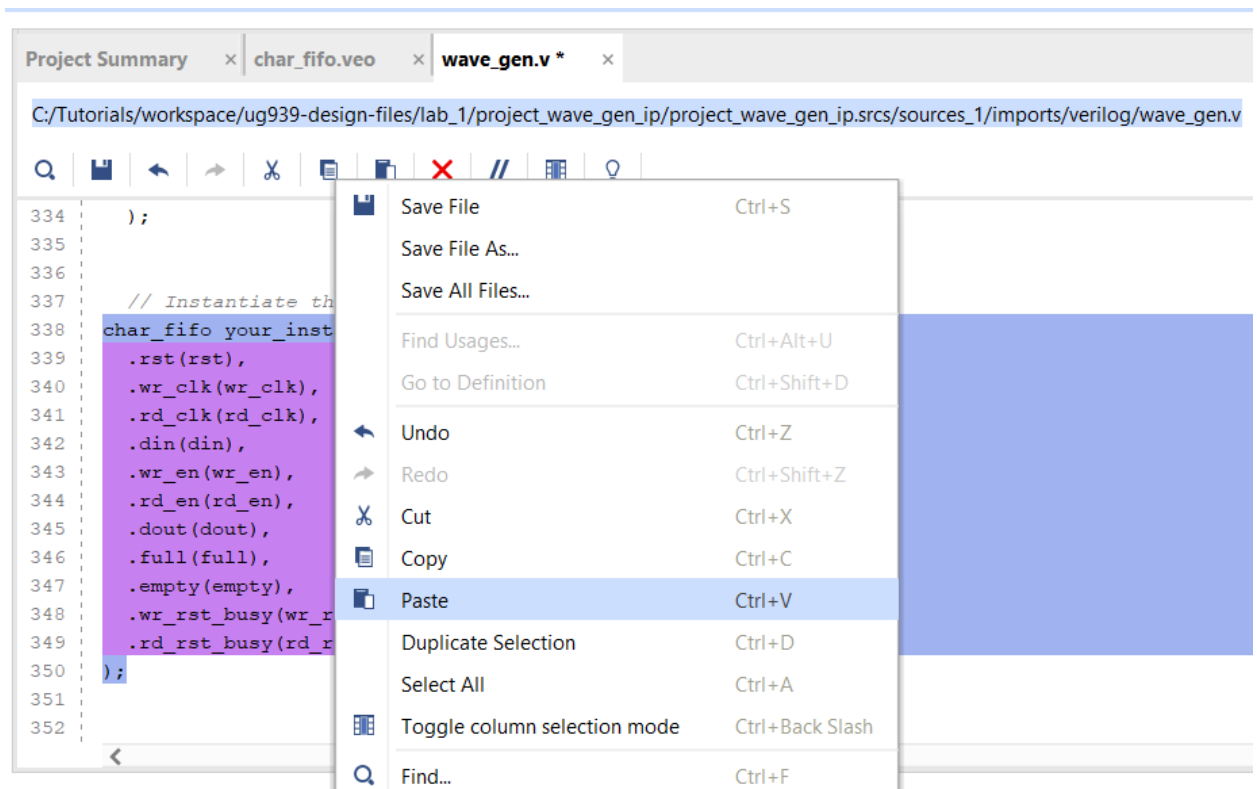 Project Summary × char_fifo.veo × wave_gen.v * ×
C:/Tutorials/workspace/ug939-design-files/lab_1/project_wave_gen_ip/project_wave_gen_ip.srcs/sources_1/imports/verilog/wave_gen.v
334 );
335
336
337 // Instantiate th
338 char_fifo your_inst
339 .rst(rst),
340 .wr_clk(wr_clk),
341 .rd_clk(rd_clk),
342 .din(din),
343 .wr_en(wr_en),
344 .rd_en(rd_en),
345 .dout(dout),
346 .full(full),
347 .empty(empty),
348 .wr_rst_busy(wr_r
349 .rd_rst_busy(rd_r
350 );
351
352
Save File Ctrl+S
Save File As...
Save All Files...
Find Usages... Ctrl+Alt+U
Go to Definition Ctrl+Shift+D
Undo Ctrl+Z
Redo Ctrl+Shift+Z
Cut Ctrl+X
Copy Ctrl+C
Paste Ctrl+V
Duplicate Selection Ctrl+D
Select All Ctrl+A
Toggle column selection mode Ctrl+Back Slash
Find... Ctrl+F